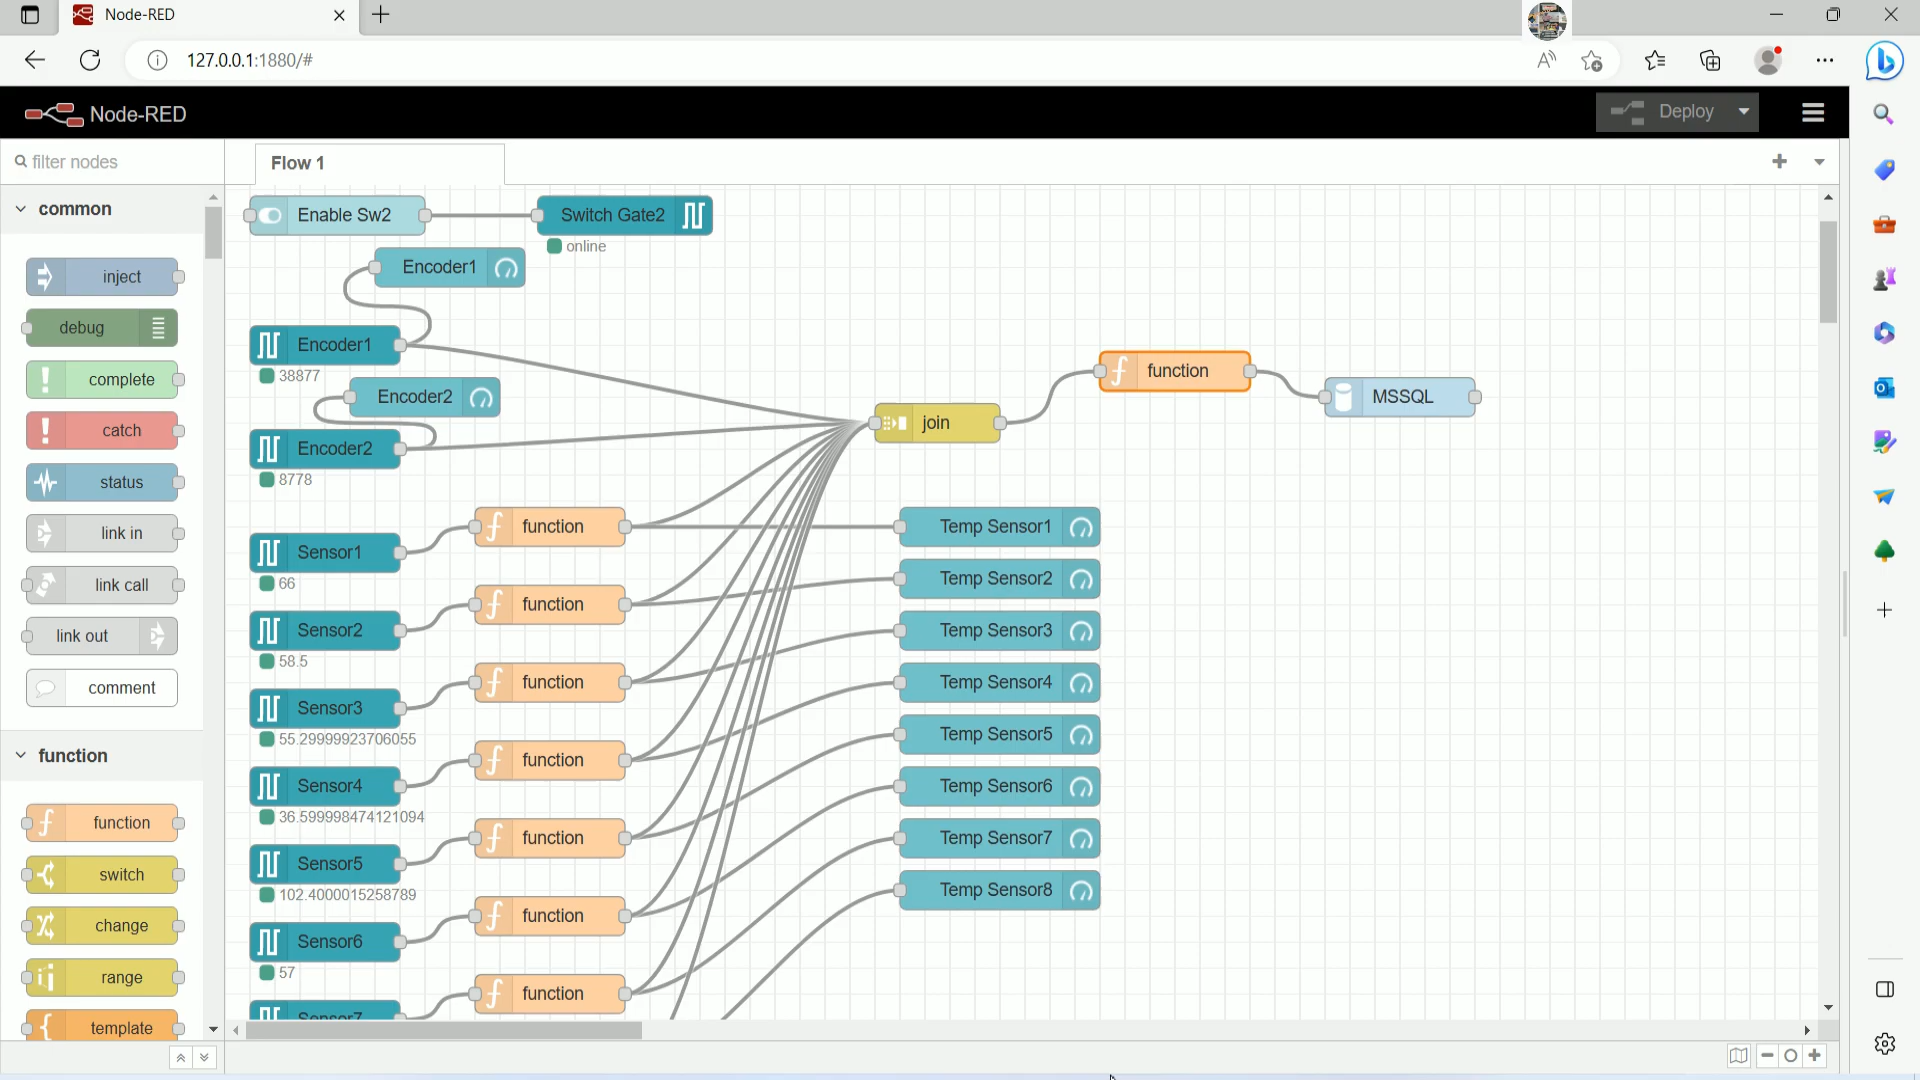 Node-RED
127.0.0.1:1880/#
Node-RED
Deploy
filter nodes
Flow 1
common
inject
debug
complete
catch
status
link in
link call
link out
comment
function
function
switch
change
range
template
Enable Sw2
Switch Gate2
online
Encoder1
Encoder1
38877
Encoder2
Encoder2
8778
join
function
MSSQL
Sensor1
66
function
Temp Sensor1
Sensor2
58.5
function
Temp Sensor2
Sensor3
55.29999923706055
function
Temp Sensor3
Sensor4
36.599998474121094
function
Temp Sensor4
Sensor5
102.4000015258789
function
Temp Sensor5
Sensor6
57
function
Temp Sensor6
Sensor7
function
Temp Sensor7
Temp Sensor8